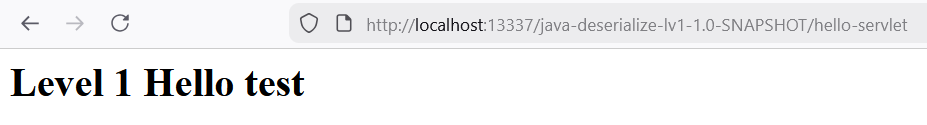 http://localhost:13337/java-deserialize-lv1-1.0-SNAPSHOT/hello-servlet
Level 1 Hello test